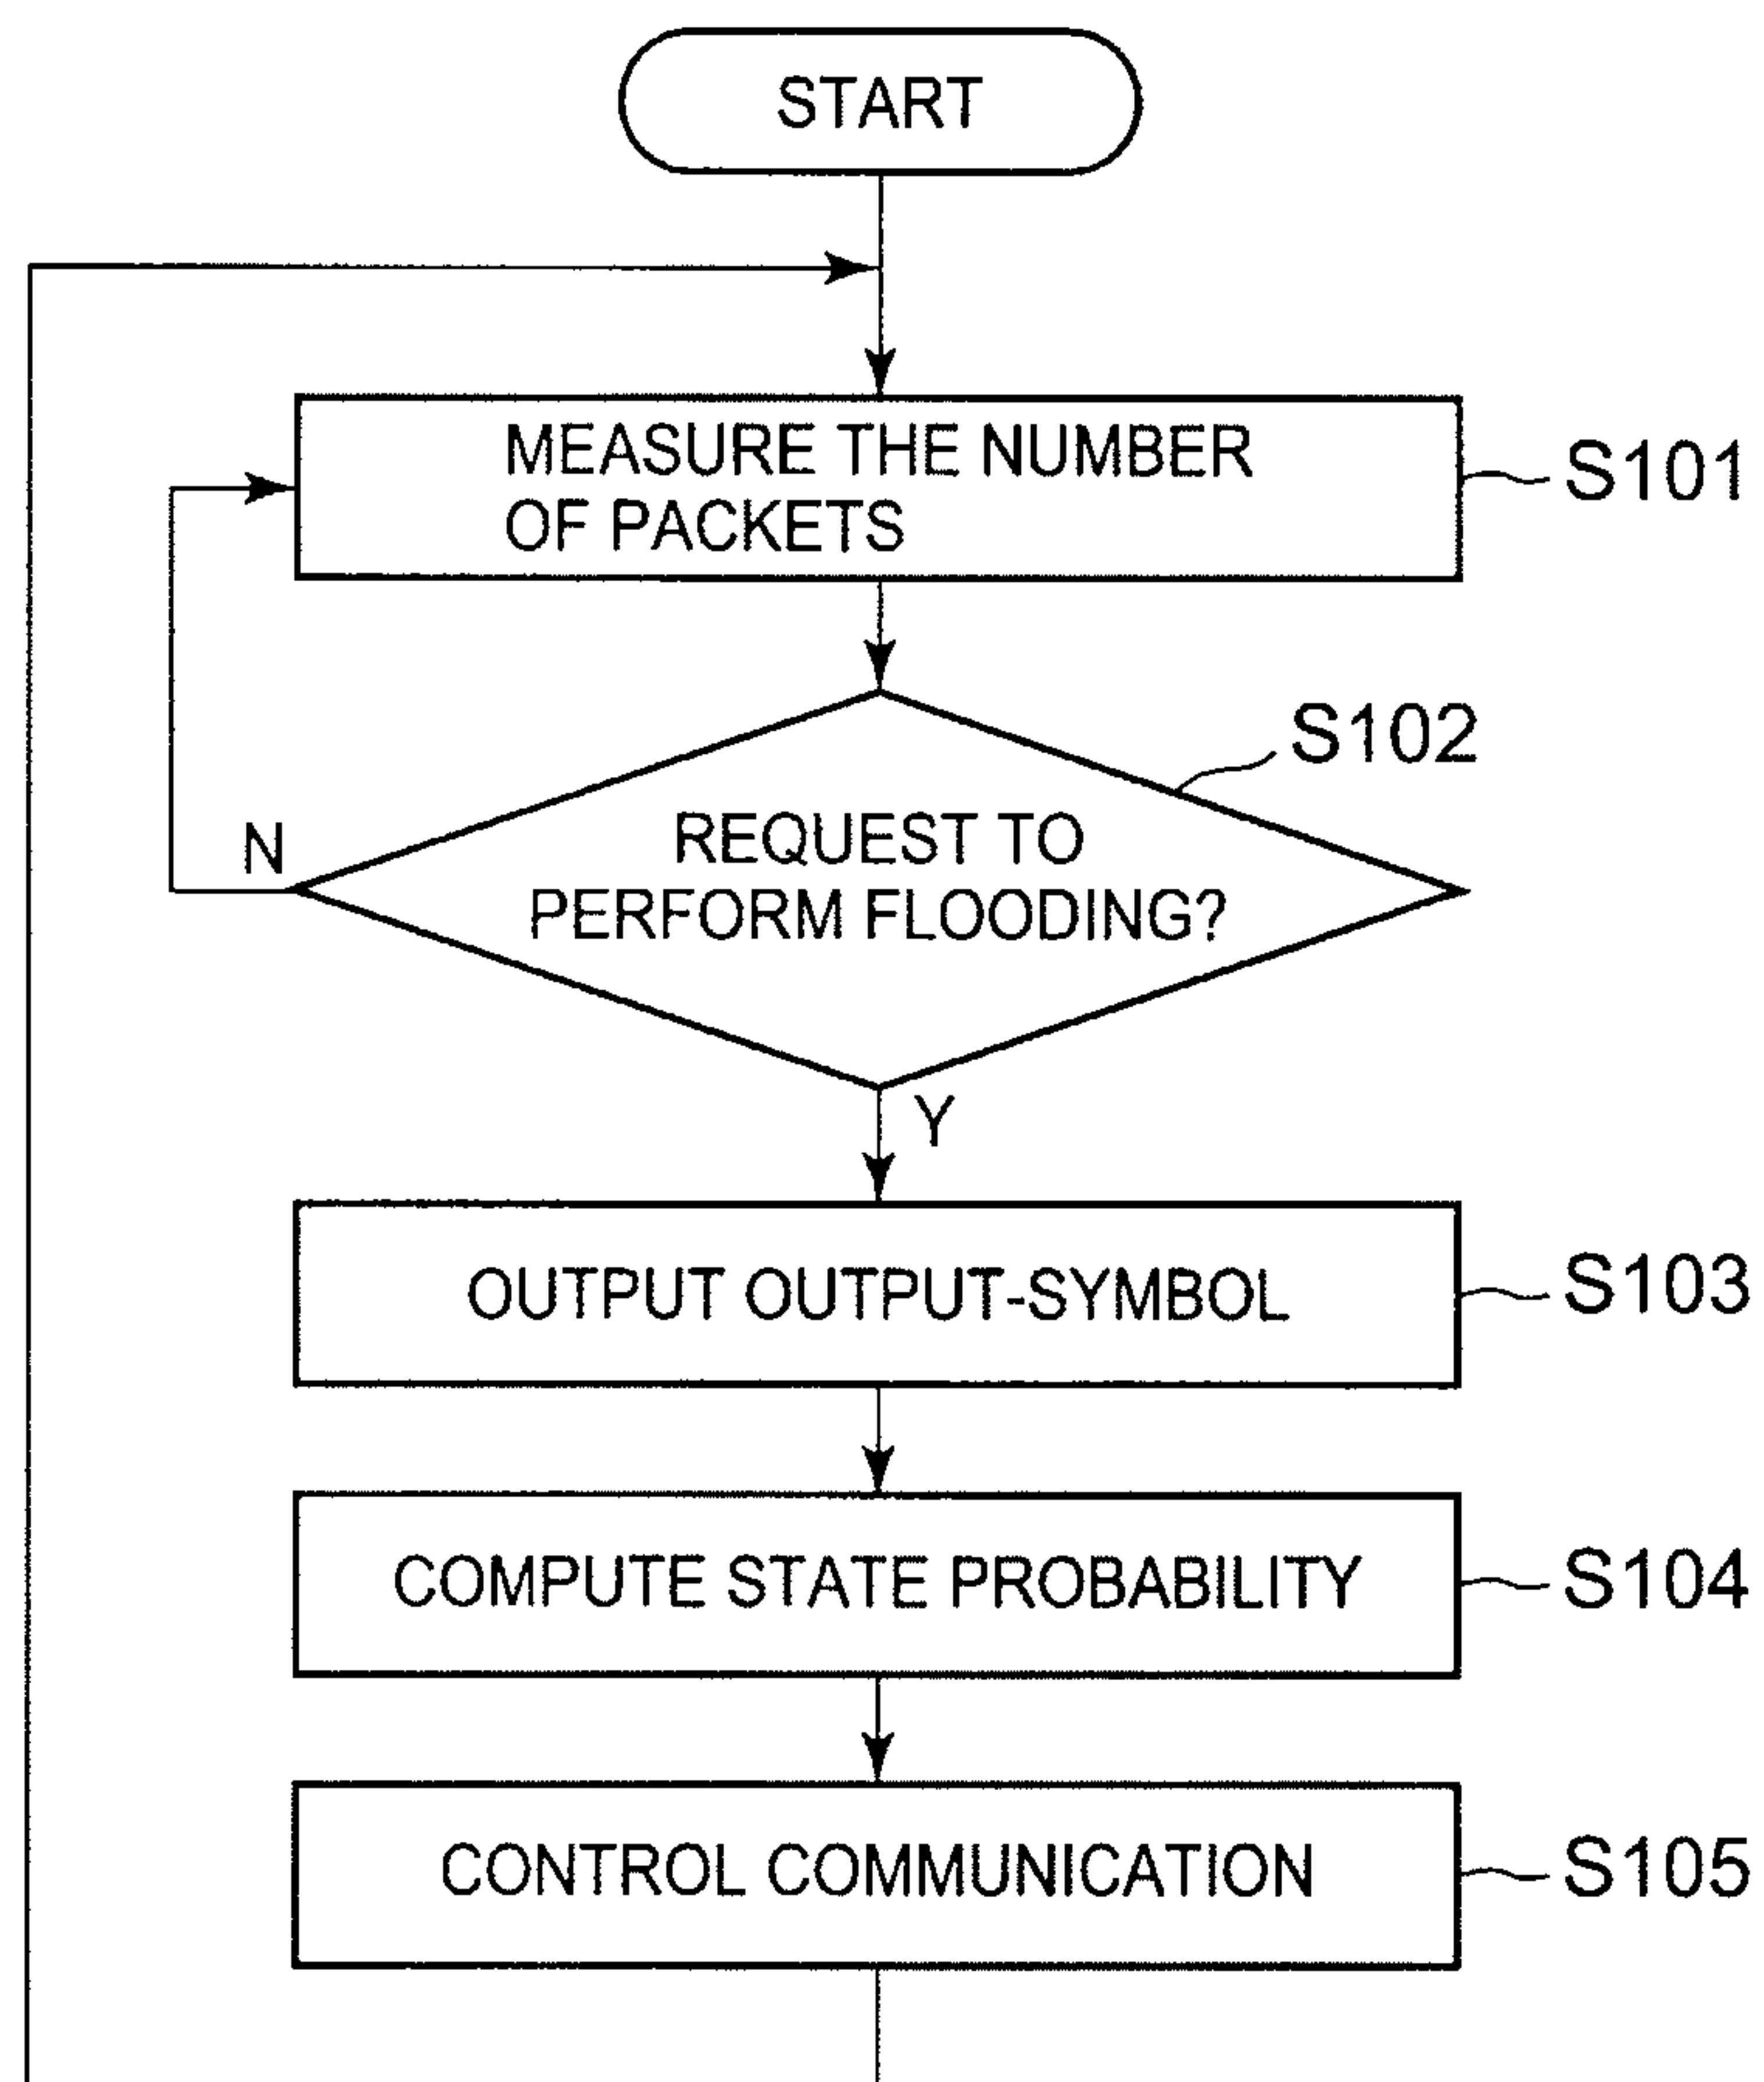 START
MEASURE THE NUMBER
OF PACKETS
S101
S102
REQUEST TO
PERFORM FLOODING?
N
Y
OUTPUT OUTPUT-SYMBOL
S103
COMPUTE STATE PROBABILITY
S104
CONTROL COMMUNICATION
S105